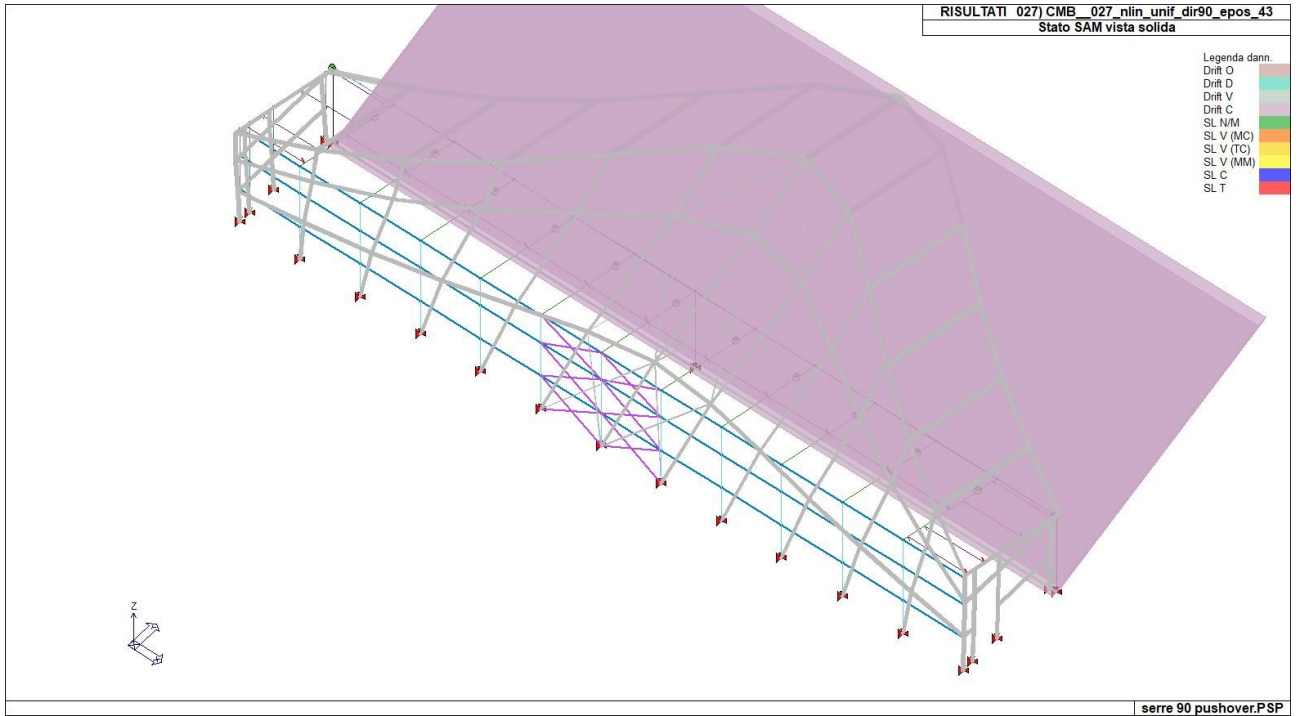 RISULTATI 027) CMB__027_nlin_unif_dir90_epos_43
Stato SAM vista solida
Legenda dann.
Drift O
Drift D
Drift V
Drift C
SL N/M
SL V (MC)
SL V (TC)
SL V (MM)
SL C
SL T
Z
serre 90 pushover.PSP